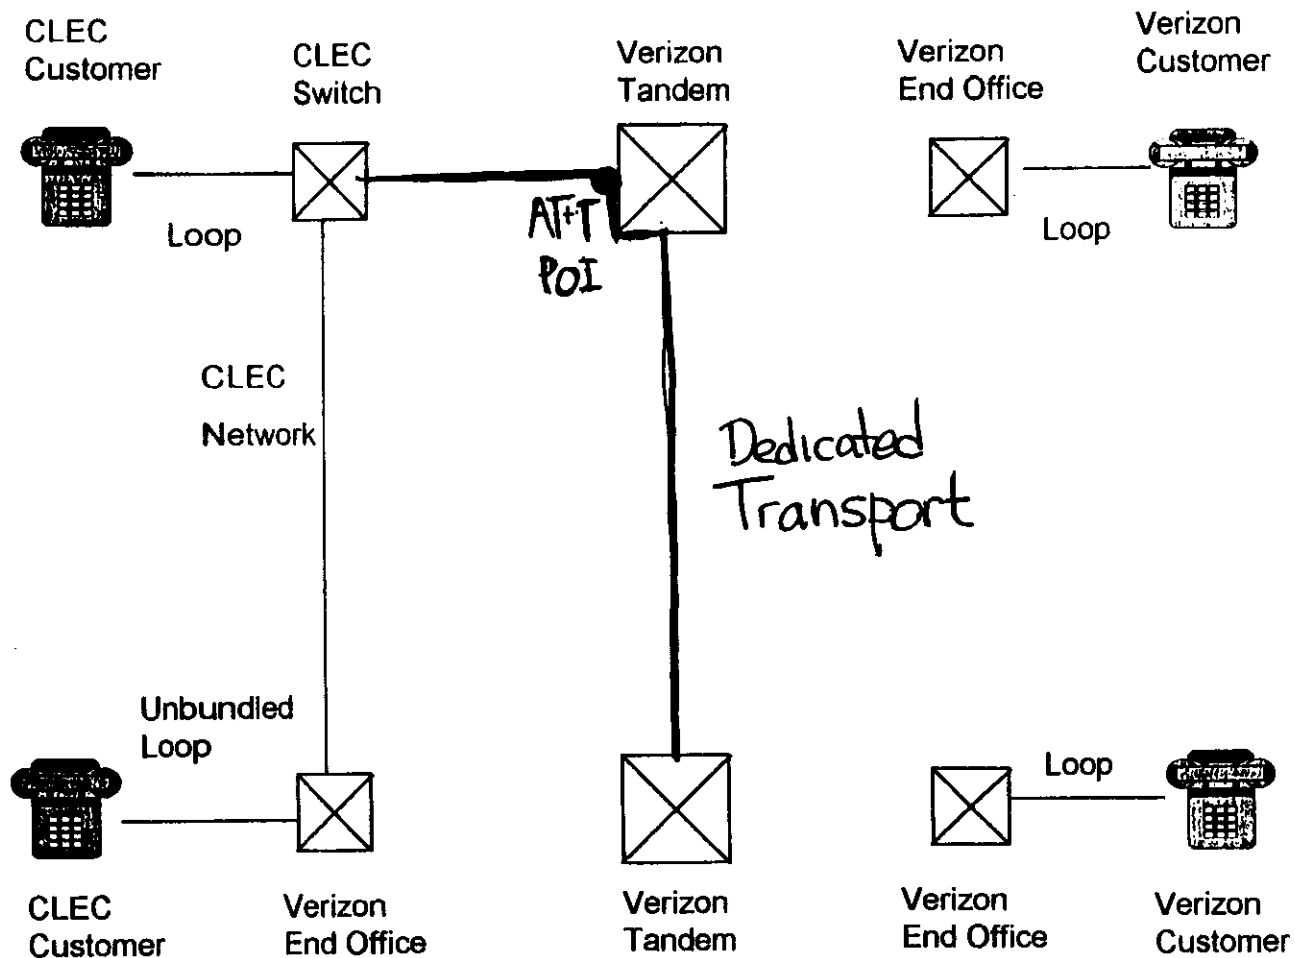 CLEC
Customer
CLEC
Switch
Verizon
Tandem
Verizon
End Office
Verizon
Customer
Loop
AT+T
POI
Loop
CLEC
Network
Dedicated
Transport
Unbundled
Loop
Loop
CLEC
Customer
Verizon
End Office
Verizon
Tandem
Verizon
End Office
Verizon
Customer